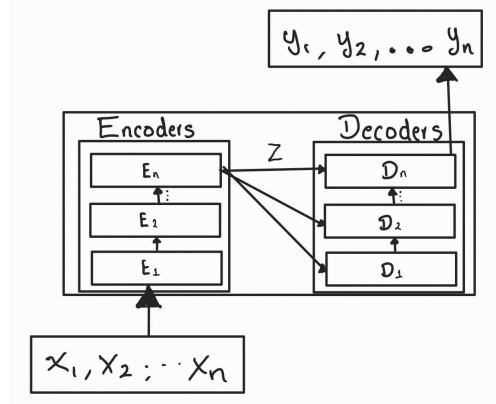 y₁, y₂, ... yₙ
Encoders
Decoders
Z
Eₙ
Dₙ
E₂
D₂
E₁
D₁
x₁, x₂, ... xₙ